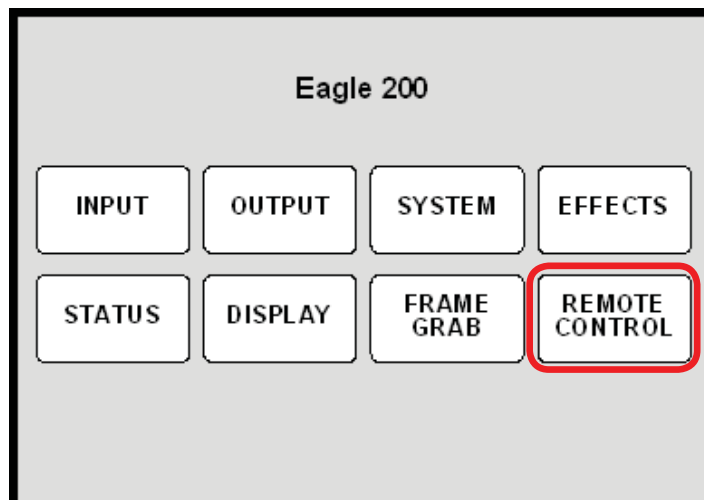 Eagle 200
INPUT
OUTPUT
SYSTEM
EFFECTS
STATUS
DISPLAY
FRAME
GRAB
REMOTE
CONTROL